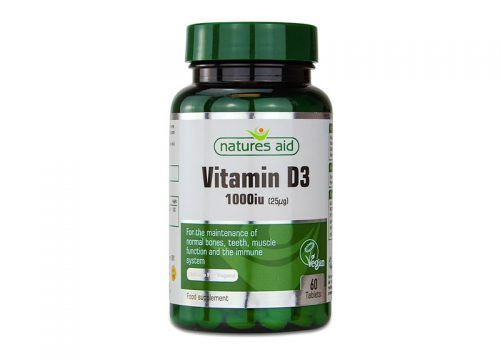 natures aid
Vitamin D3
1000iu (25µg)
For the maintenance of
normal bones, teeth, muscle
function and the immune
system
Vegan
Food supplement
60
Tablets